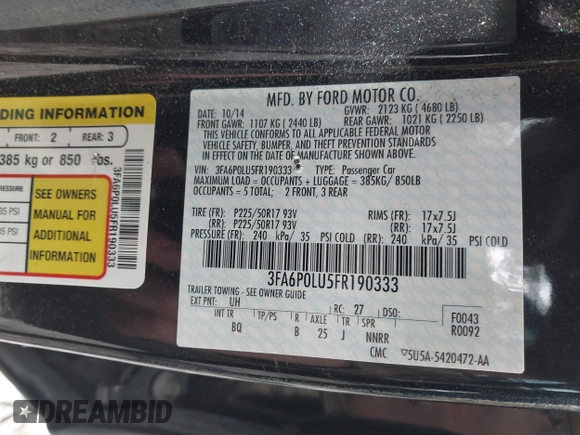 DING INFORMATION
FRONT: 2 REAR: 3
385 kg or 850 lbs.
PRESSURE
35 PSI
35 PSI
SEE OWNERS
MANUAL FOR
ADDITIONAL
INFORMATION
3FA6P0LU5FR190333
MFD. BY FORD MOTOR CO.
DATE: 10/14 GVWR: 2123 KG ( 4680 LB)
FRONT GAWR: 1107 KG ( 2440 LB) REAR GAWR: 1021 KG ( 2250 LB)
THIS VEHICLE CONFORMS TO ALL APPLICABLE FEDERAL MOTOR
VEHICLE SAFETY, BUMPER, AND THEFT PREVENTION STANDARDS
IN EFFECT ON THE DATE OF MANUFACTURE SHOWN ABOVE.
VIN: 3FA6P0LU5FR190333 TYPE: Passenger Car
MAXIMUM LOAD = OCCUPANTS + LUGGAGE = 385KG/ 850LB
OCCUPANTS = 5 TOTAL; 2 FRONT, 3 REAR
TIRE(FR): P225/50R17 93V RIMS(FR): 17x7.5J
(RR): P225/50R17 93V (RR): 17x7.5J
PRESSURE(FR): 240 kPa/ 35 PSI COLD (RR): 240 kPa/ 35 PSI COLD
3FA6P0LU5FR190333
TRAILER TOWING - SEE OWNER GUIDE
EXT PNT: UH RC: 27 DSO: F0043
INT TR TP/PS R AXLE TR SPR R0092
BQ B 25 J NNRR
CMC 5U5A-5420472-AA
DREAMBID